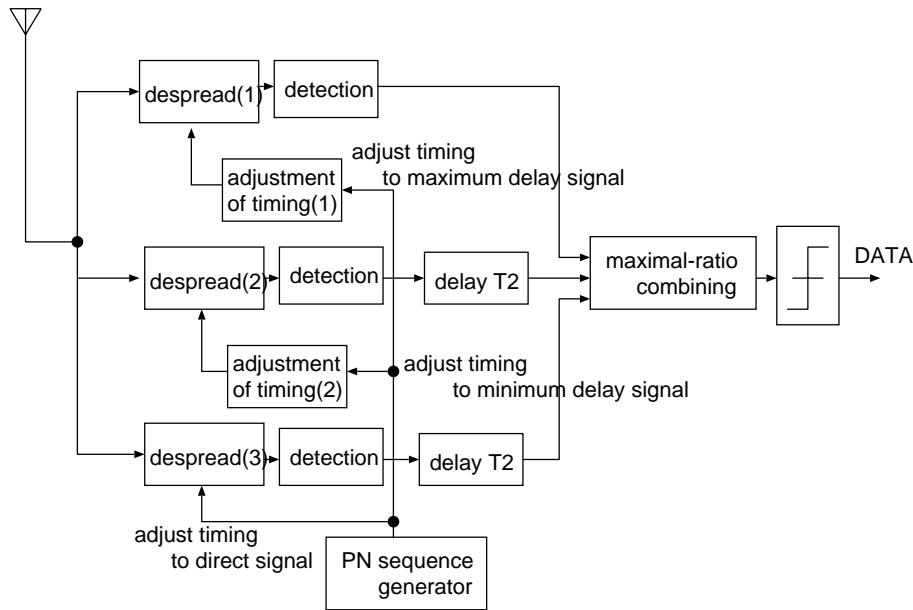 despread(1)
detection
adjust timing
to maximum delay signal
adjustment
of timing(1)
despread(2)
detection
delay T2
maximal-ratio
combining
DATA
adjustment
of timing(2)
adjust timing
to minimum delay signal
despread(3)
detection
delay T2
adjust timing
to direct signal
PN sequence
generator